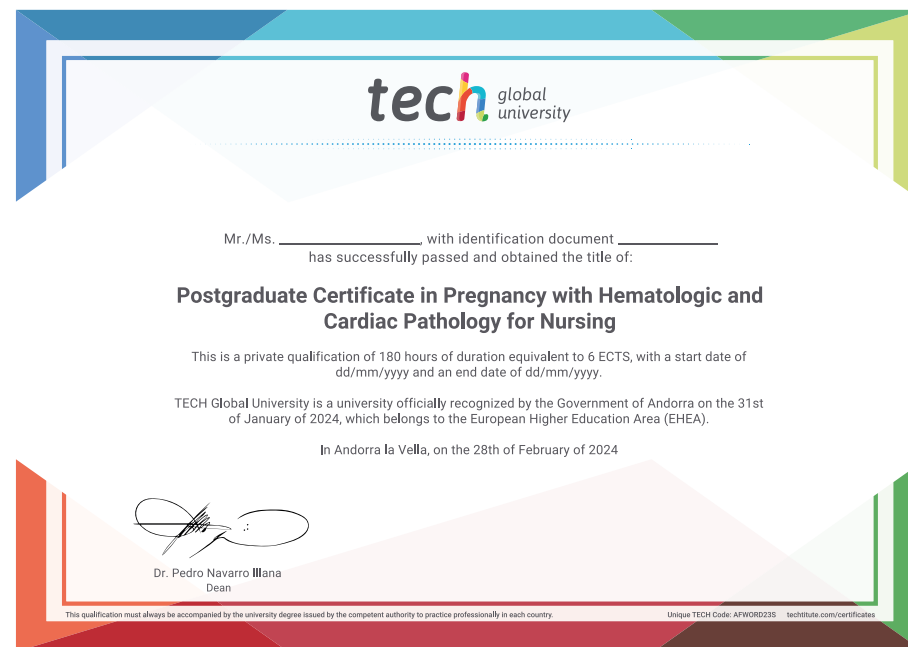 tech global
university
Mr./Ms. ____________________, with identification document ______________
has successfully passed and obtained the title of:
Postgraduate Certificate in Pregnancy with Hematologic and
Cardiac Pathology for Nursing
This is a private qualification of 180 hours of duration equivalent to 6 ECTS, with a start date of
dd/mm/yyyy and an end date of dd/mm/yyyy.
TECH Global University is a university officially recognized by the Government of Andorra on the 31st
of January of 2024, which belongs to the European Higher Education Area (EHEA).
In Andorra la Vella, on the 28th of February of 2024
Dr. Pedro Navarro Illana
Dean
This qualification must always be accompanied by the university degree issued by the competent authority to practice professionally in each country. Unique TECH Code: AFWORD23S techtitute.com/certificates